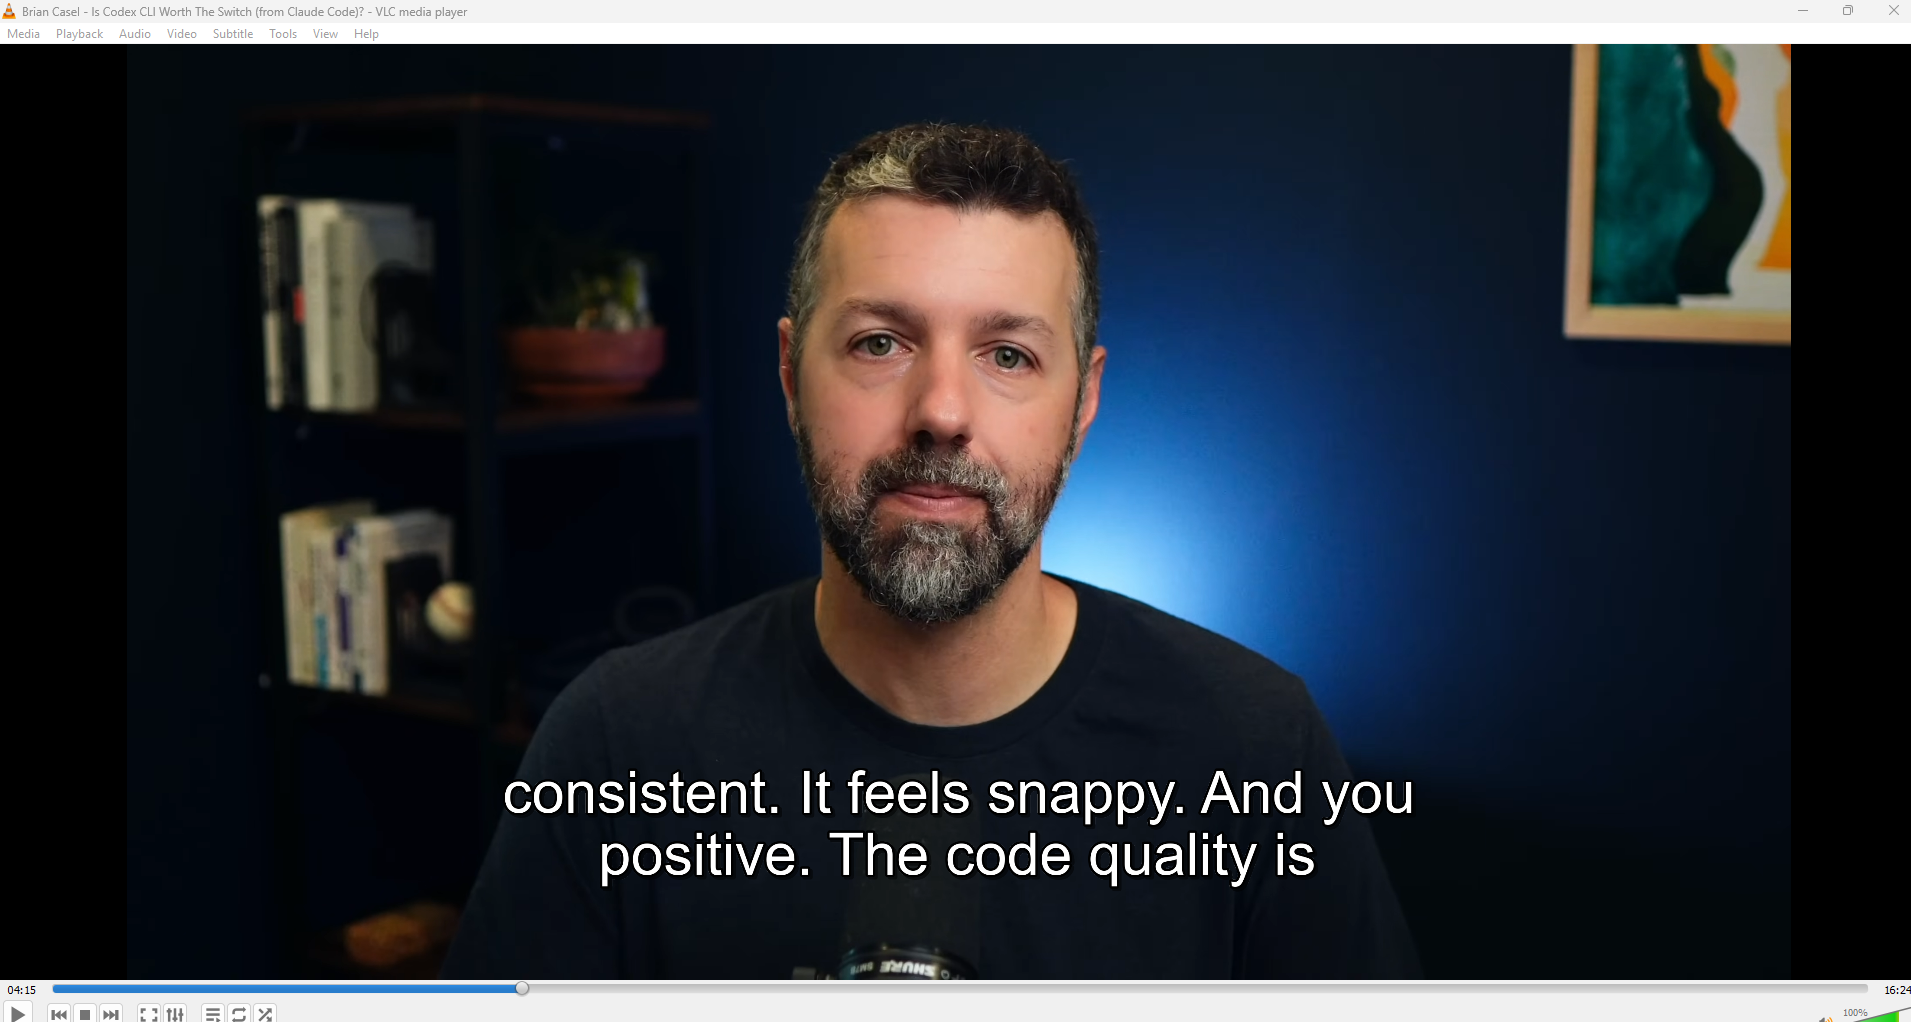 Brian Casel - Is Codex CLI Worth The Switch (from Claude Code)? - VLC media player
Media Playback Audio Video Subtitle Tools View Help
consistent. It feels snappy. And you
positive. The code quality is
SHURE SM7B
04:15
16:24
100%